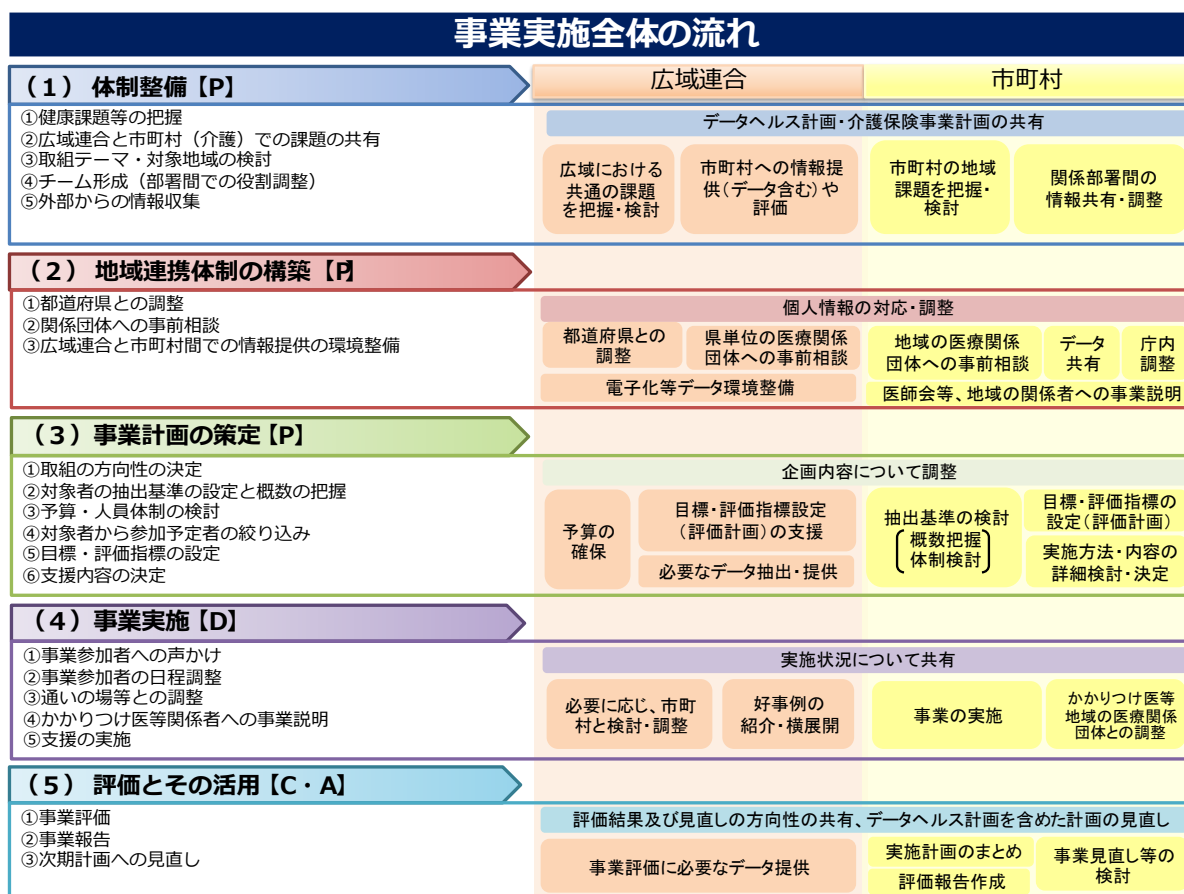 事業実施全体の流れ
（１） 体制整備【P】
広域連合
市町村
①健康課題等の把握
②広域連合と市町村（介護）での課題の共有
③取組テーマ・対象地域の検討
④チーム形成（部署間での役割調整）
⑤外部からの情報収集
データヘルス計画・介護保険事業計画の共有
広域における
共通の課題
を把握・検討
市町村への情報提
供（データ含む）や
評価
市町村の地域
課題を把握・
検討
関係部署間の
情報共有・調整
（２） 地域連携体制の構築【P】
①都道府県との調整
②関係団体への事前相談
③広域連合と市町村間での情報提供の環境整備
個人情報の対応・調整
都道府県との
調整
県単位の医療関係
団体への事前相談
地域の医療関係
団体への事前相談
データ
共有
庁内
調整
電子化等データ環境整備
医師会等、地域の関係者への事業説明
（３）事業計画の策定【P】
①取組の方向性の決定
②対象者の抽出基準の設定と概数の把握
③予算・人員体制の検討
④対象者から参加予定者の絞り込み
⑤目標・評価指標の設定
⑥支援内容の決定
企画内容について調整
予算の
確保
目標・評価指標設定
（評価計画）の支援
必要なデータ抽出・提供
抽出基準の検討
概数把握
体制検討
目標・評価指標の
設定（評価計画）
実施方法・内容の
詳細検討・決定
（４）事業実施【D】
①事業参加者への声かけ
②事業参加者の日程調整
③通いの場等との調整
④かかりつけ医等関係者への事業説明
⑤支援の実施
実施状況について共有
必要に応じ、市町
村と検討・調整
好事例の
紹介・横展開
事業の実施
かかりつけ医等
地域の医療関係
団体との調整
（５） 評価とその活用【C・A】
①事業評価
②事業報告
③次期計画への見直し
評価結果及び見直しの方向性の共有、データヘルス計画を含めた計画の見直し
事業評価に必要なデータ提供
実施計画のまとめ
評価報告作成
事業見直し等の
検討